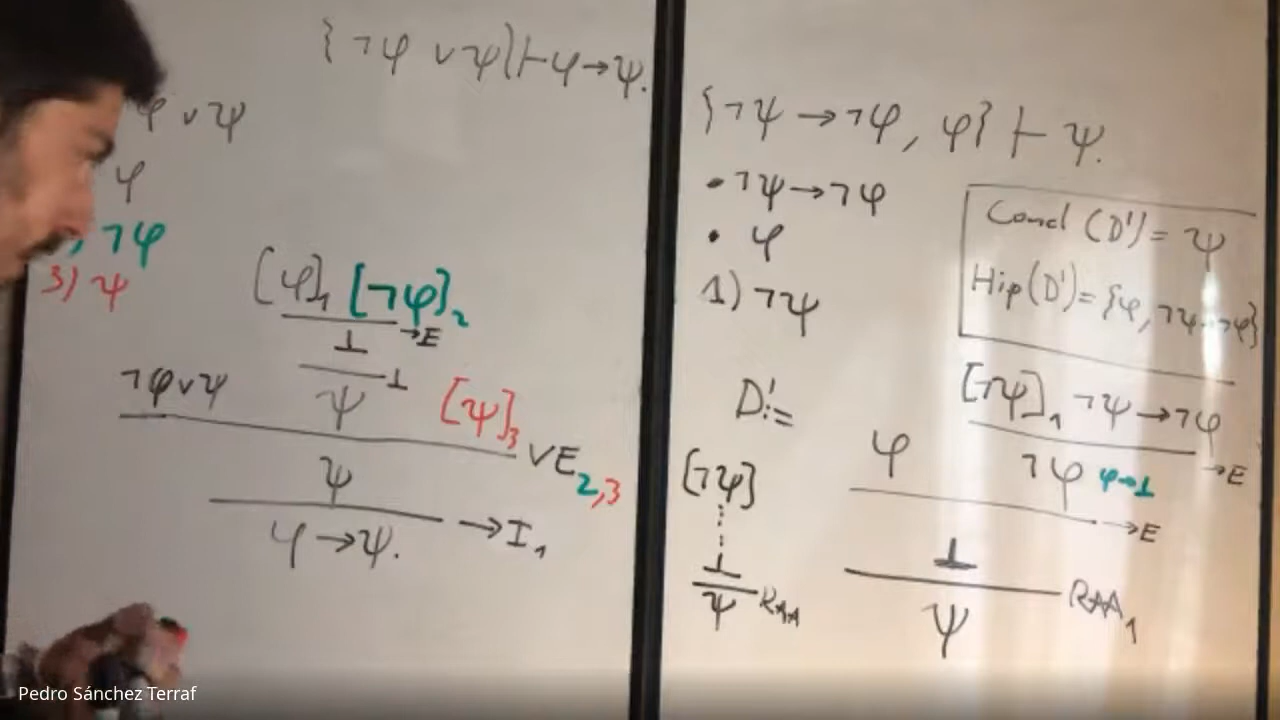 {¬φ ∨ ψ} ⊢ φ → ψ.
φ ∨ ψ
φ
¬φ
3) ψ
[φ]₁ [¬φ]₂
→E
⊥
⊥
¬φ ∨ ψ ψ [ψ]₃
∨E₂,₃
ψ
→I₁
φ → ψ.
{¬ψ → ¬φ, φ} ⊢ ψ.
• ¬ψ → ¬φ
• φ
1) ¬ψ
Concl (D') = ψ
Hip (D') = {φ, ¬ψ → ¬φ}
D' :=
[¬ψ]
⊥
RAA
ψ
[¬ψ]₁ ¬ψ → ¬φ
→E
φ ¬φ φ→⊥
→E
⊥
RAA₁
ψ
Pedro Sánchez Terraf